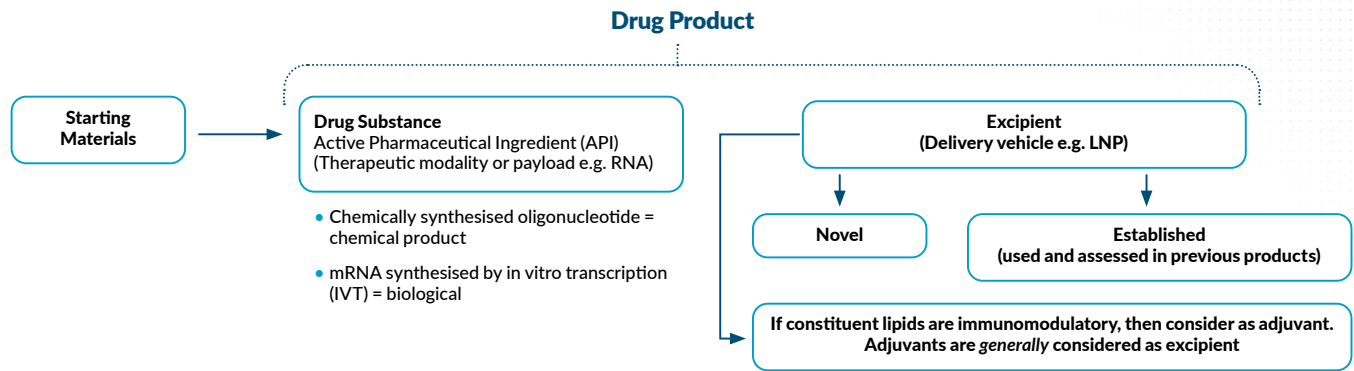 Drug Product
Starting
Materials
Drug Substance
Active Pharmaceutical Ingredient (API)
(Therapeutic modality or payload e.g. RNA)
• Chemically synthesised oligonucleotide =
chemical product
• mRNA synthesised by in vitro transcription
(IVT) = biological
Excipient
(Delivery vehicle e.g. LNP)
Novel
Established
(used and assessed in previous products)
If constituent lipids are immunomodulatory, then consider as adjuvant.
Adjuvants are generally considered as excipient